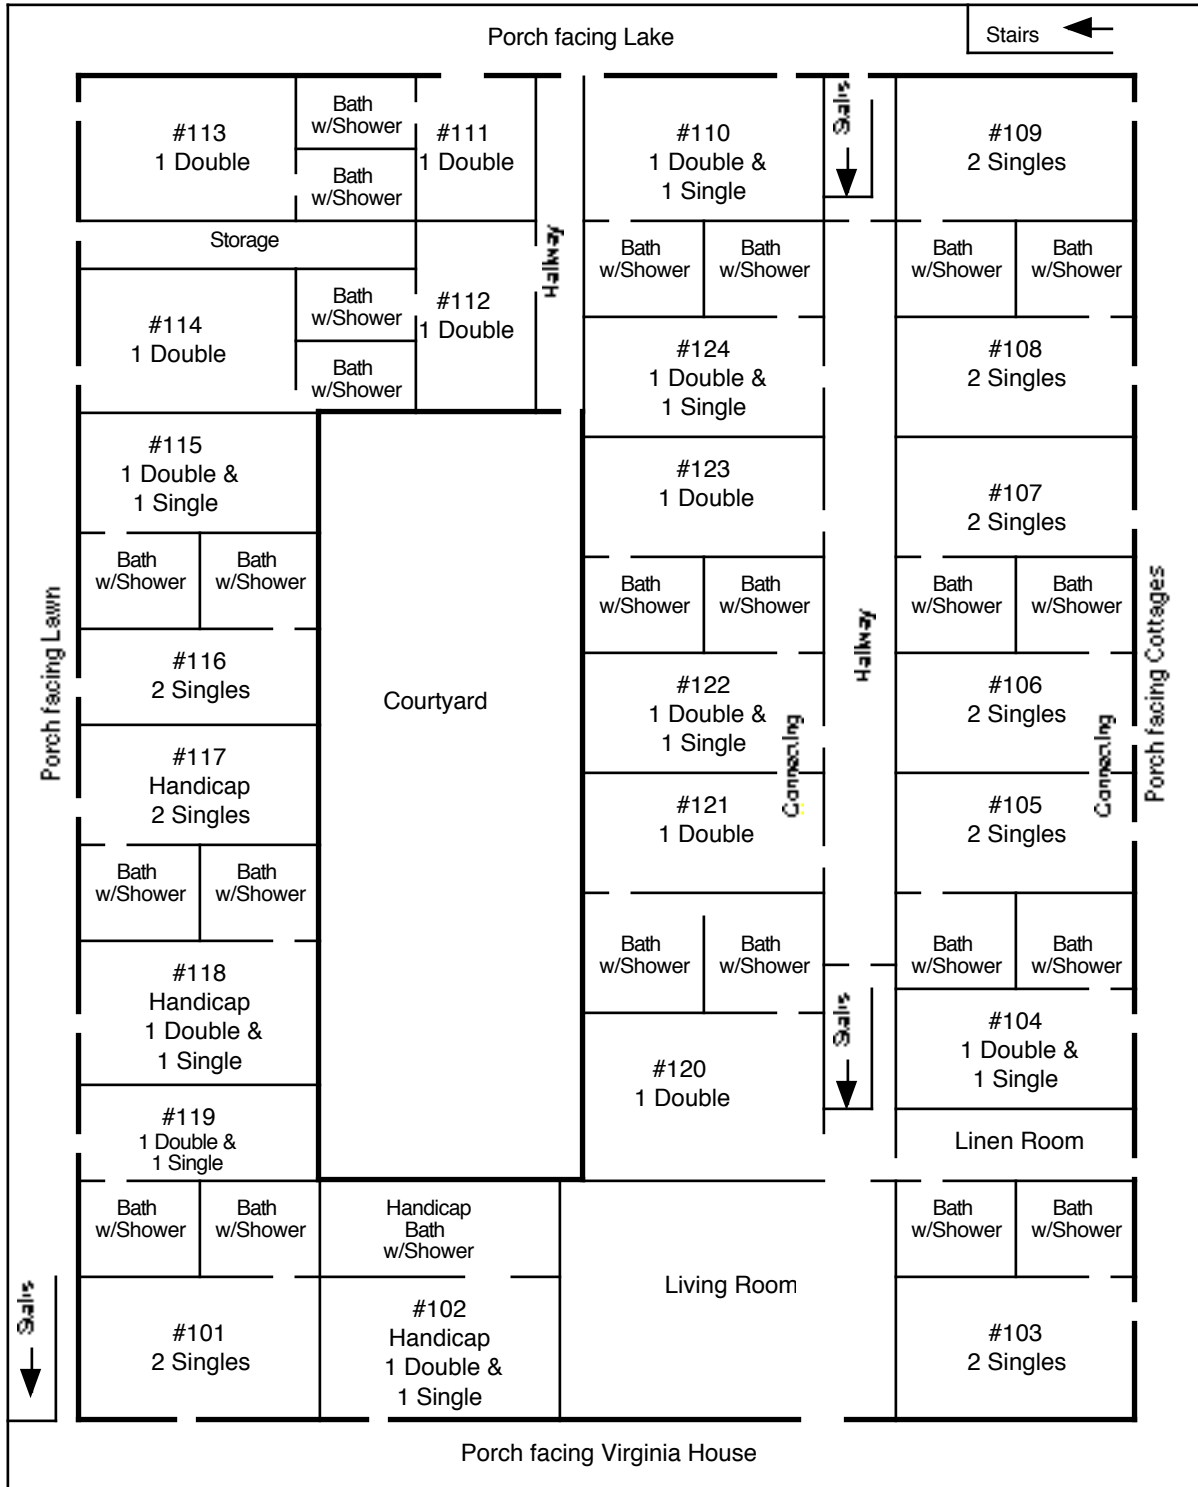 Porch facing Lake
Stairs
#113
1 Double
Bath
w/Shower
Bath
w/Shower
#111
1 Double
#110
1 Double &
1 Single
Stairs
#109
2 Singles
Storage
Hallway
Bath
w/Shower
Bath
w/Shower
Bath
w/Shower
Bath
w/Shower
#114
1 Double
Bath
w/Shower
Bath
w/Shower
#112
1 Double
#124
1 Double &
1 Single
#108
2 Singles
#115
1 Double &
1 Single
#123
1 Double
#107
2 Singles
Bath
w/Shower
Bath
w/Shower
Bath
w/Shower
Bath
w/Shower
Hallway
Bath
w/Shower
Bath
w/Shower
Porch facing Lawn
Porch facing Cottages
#116
2 Singles
Courtyard
#122
1 Double &
1 Single
Connecting
#106
2 Singles
Connecting
#117
Handicap
2 Singles
#121
1 Double
#105
2 Singles
Bath
w/Shower
Bath
w/Shower
Bath
w/Shower
Bath
w/Shower
Bath
w/Shower
Bath
w/Shower
#118
Handicap
1 Double &
1 Single
Stairs
#104
1 Double &
1 Single
#120
1 Double
#119
1 Double &
1 Single
Linen Room
Bath
w/Shower
Bath
w/Shower
Handicap
Bath
w/Shower
Bath
w/Shower
Bath
w/Shower
Living Room
Stairs
#101
2 Singles
#102
Handicap
1 Double &
1 Single
#103
2 Singles
Porch facing Virginia House